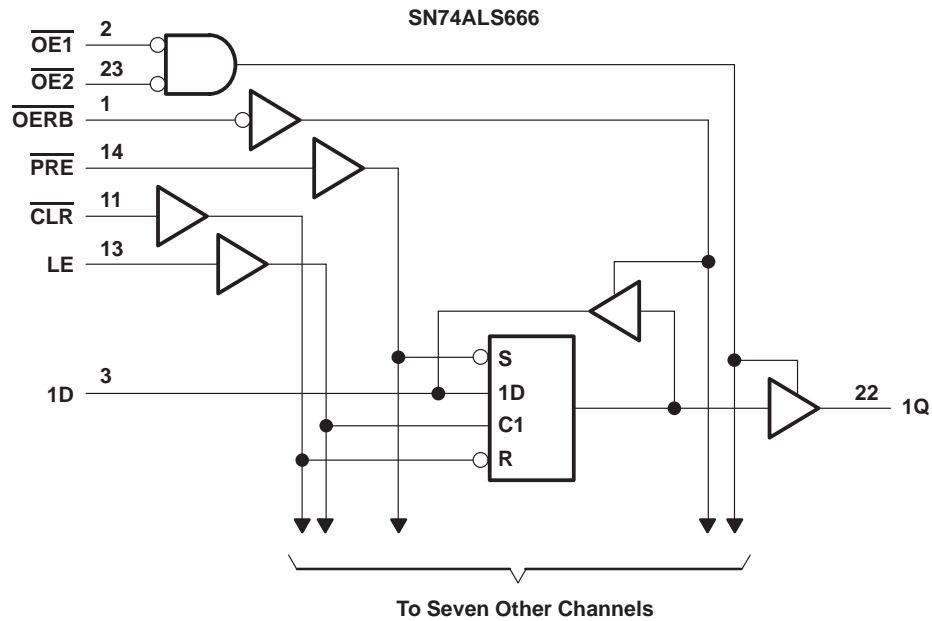 SN74ALS666
OE1 2
OE2 23
OERB 1
PRE 14
CLR 11
LE 13
S
1D 3 1D
C1
R
22 1Q
To Seven Other Channels